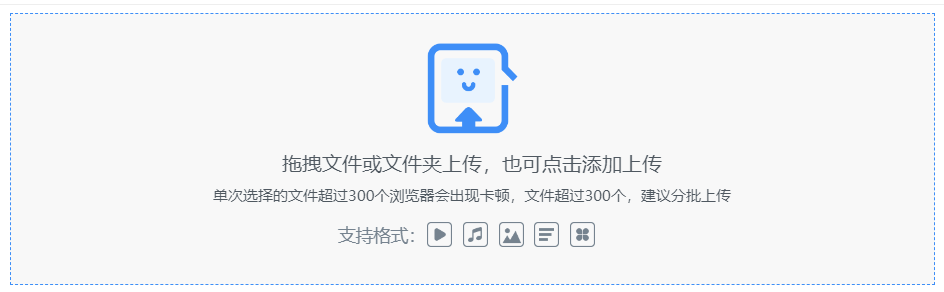 拖拽文件或文件夹上传，也可点击添加上传
单次选择的文件超过300个浏览器会出现卡顿，文件超过300个，建议分批上传
支持格式：